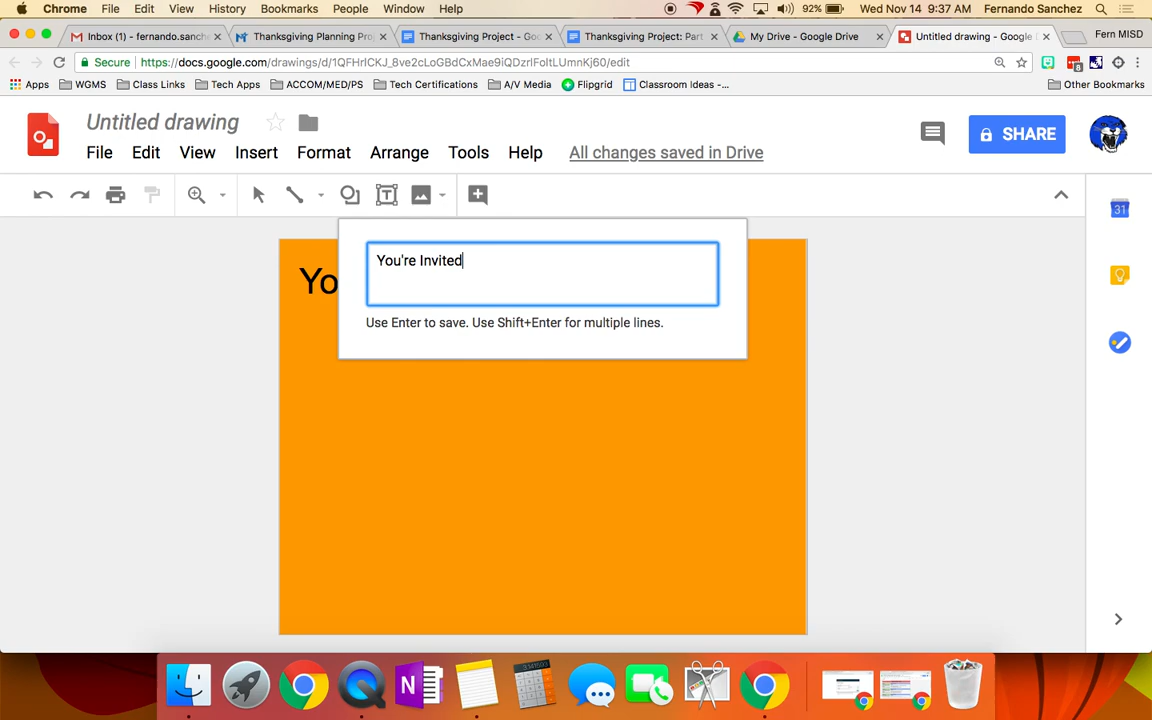 Chrome File Edit View History Bookmarks People Window Help 92% Wed Nov 14 9:37 AM Fernando Sanchez
Inbox (1) - fernando.sanch Thanksgiving Planning Proj Thanksgiving Project - Goo Thanksgiving Project: Part My Drive - Google Drive Untitled drawing - Google D Fern MISD
Secure https://docs.google.com/drawings/d/1QFHrlCKJ_8ve2cLoGBdCxMae9iQDzrlFoltLUmnKj60/edit 8
Apps WGMS Class Links Tech Apps ACCOM/MED/PS Tech Certifications A/V Media Flipgrid Classroom Ideas -... Other Bookmarks
Untitled drawing
SHARE
File Edit View Insert Format Arrange Tools Help All changes saved in Drive
31
You're Invited
Yo
Use Enter to save. Use Shift+Enter for multiple lines.